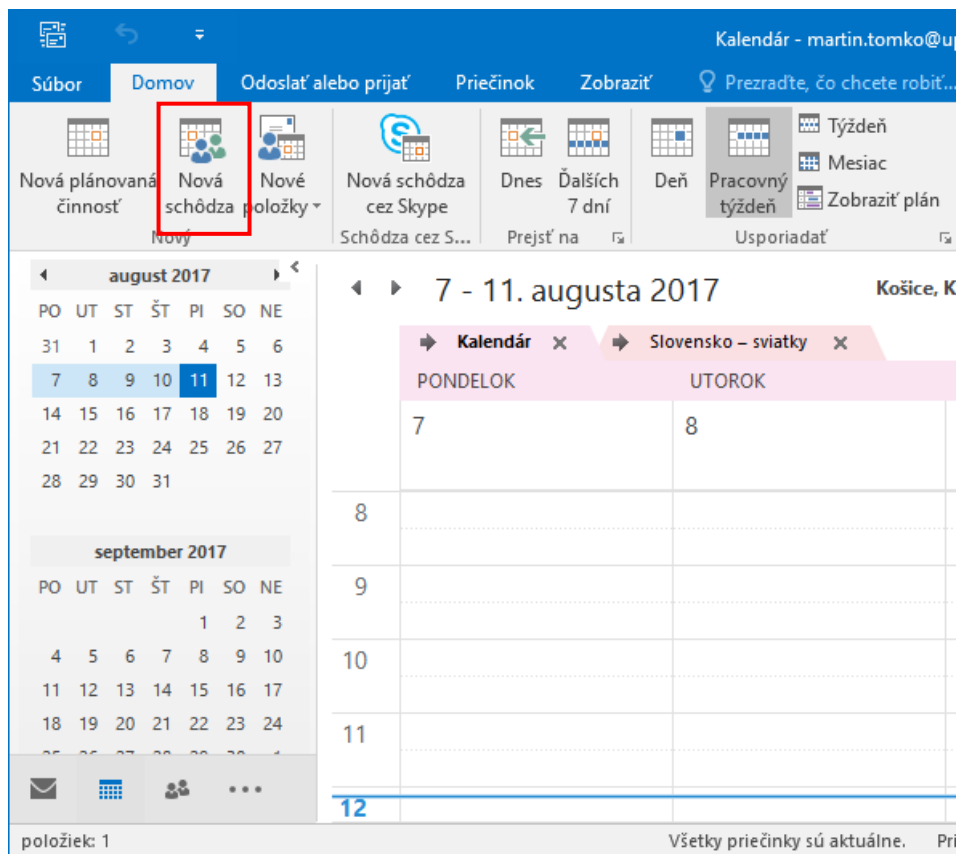 Kalendár - martin.tomko@up
Súbor Domov Odoslať alebo prijať Priečinok Zobraziť Prezraďte, čo chcete robiť...
Nová plánovaná činnosť
Nová schôdza
Nové položky
Nový
Nová schôdza cez Skype
Schôdza cez S...
Dnes
Ďalších 7 dní
Prejsť na
Deň
Pracovný týždeň
Týždeň
Mesiac
Zobraziť plán
Usporiadať
august 2017
PO UT ST ŠT PI SO NE
31 1 2 3 4 5 6
7 8 9 10 11 12 13
14 15 16 17 18 19 20
21 22 23 24 25 26 27
28 29 30 31
september 2017
PO UT ST ŠT PI SO NE
1 2 3
4 5 6 7 8 9 10
11 12 13 14 15 16 17
18 19 20 21 22 23 24
položiek: 1
7 - 11. augusta 2017
Košice, K
Kalendár
Slovensko – sviatky
PONDELOK UTOROK
7 8
8
9
10
11
12
Všetky priečinky sú aktuálne. Pri